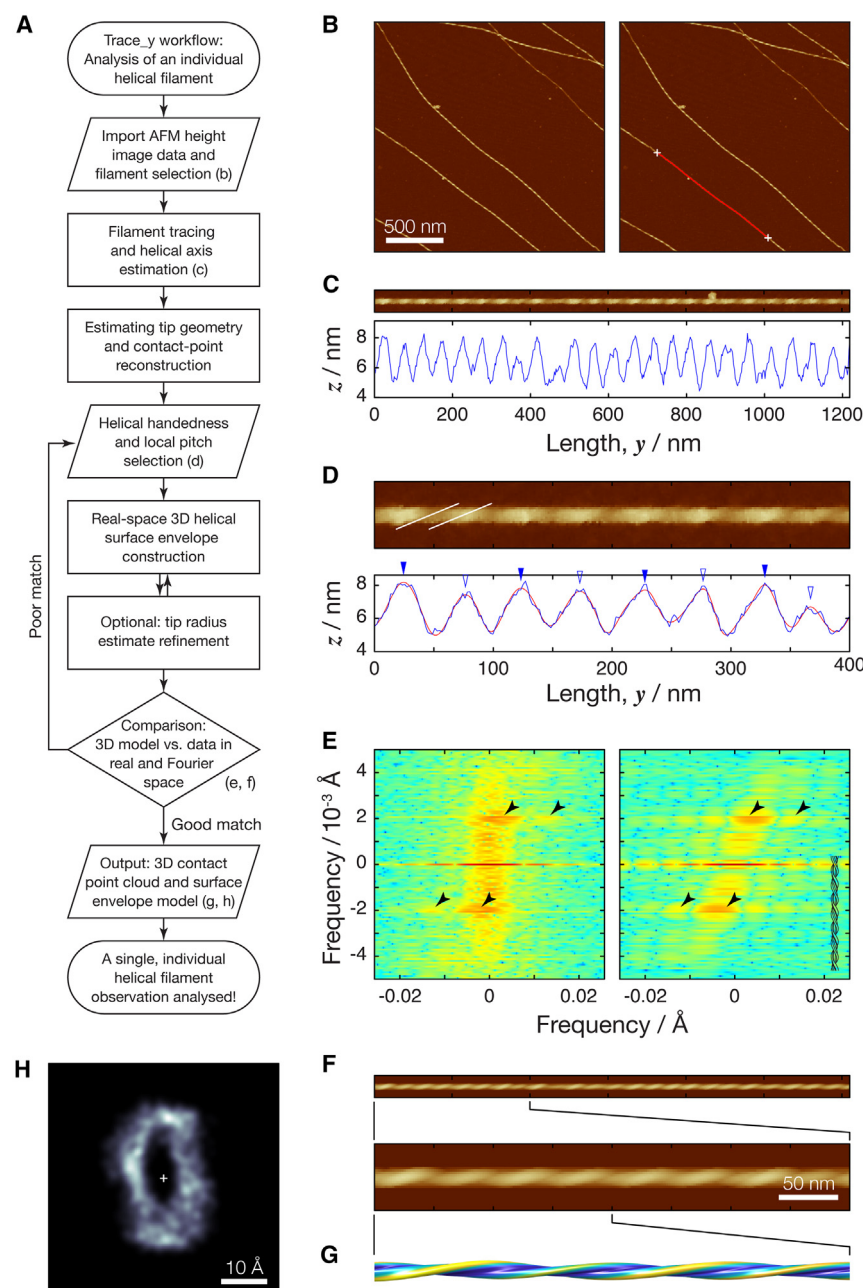 A
Trace_y workflow:
Analysis of an individual
helical filament
Import AFM height
image data and
filament selection (b)
Filament tracing
and helical axis
estimation (c)
Estimating tip geometry
and contact-point
reconstruction
Helical handedness
and local pitch
selection (d)
Real-space 3D helical
surface envelope
construction
Optional: tip radius
estimate refinement
Poor match
Comparison:
3D model vs. data in
real and Fourier
space
(e, f)
Good match
Output: 3D contact
point cloud and surface
envelope model (g, h)
A single, individual
helical filament
observation analysed!
B
500 nm
C
z / nm
8
6
4
0 200 400 600 800 1000 1200
Length, y / nm
D
z / nm
8
6
4
0 100 200 300 400
Length, y / nm
E
Frequency / 10-3 Å
4
2
0
-2
-4
-0.02 0 0.02 -0.02 0 0.02
Frequency / Å
H
10 Å
F
50 nm
G